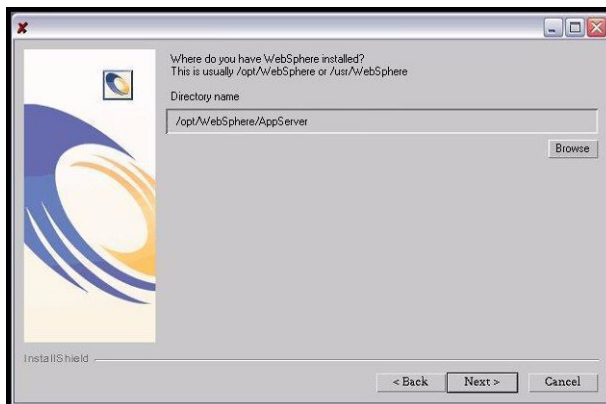 Where do you have WebSphere installed?
This is usually /opt/WebSphere or /usr/WebSphere
Directory name
/opt/WebSphere/AppServer
Browse
InstallShield
< Back
Next >
Cancel